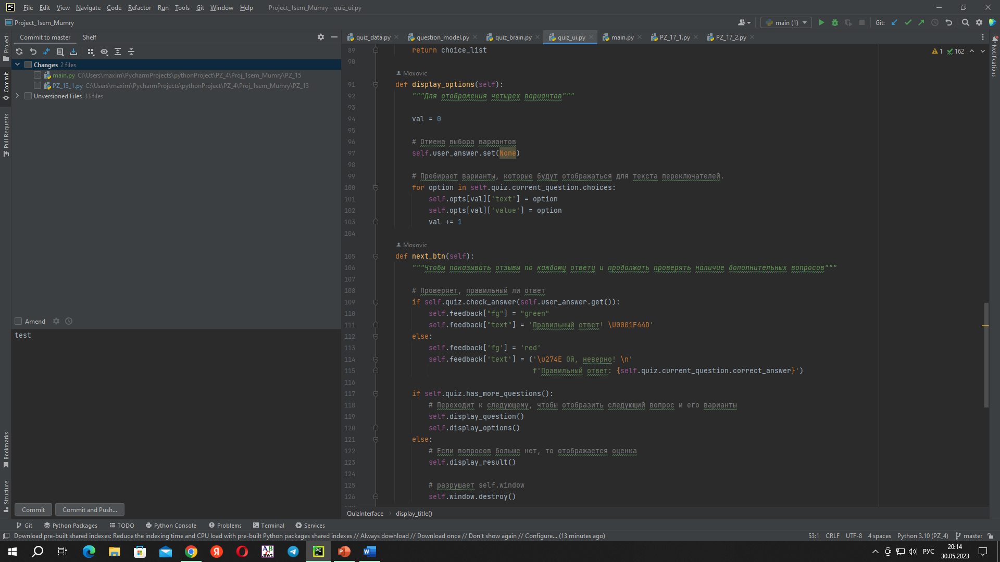 File Edit View Navigate Code Refactor Run Tools Git Window Help Project_1sem_Mumry - quiz_ui.py
Project_1sem_Mumry
main (1) Git:
Commit to master Shelf
quiz_data.py question_model.py quiz_brain.py quiz_ui.py main.py PZ_17_1.py PZ_17_2.py
Project
Commit
Pull Requests
Bookmarks
Structure
Notifications
Changes 2 files
main.py C:\Users\maxim\PycharmProjects\pythonProject\PZ_4\Proj_1sem_Mumry\PZ_15
PZ_13_1.py C:\Users\maxim\PycharmProjects\pythonProject\PZ_4\Proj_1sem_Mumry\PZ_13
Unversioned Files 33 files
Amend
test
Commit Commit and Push...
1 162
89 return choice_list
90
Moxovic
91 def display_options(self):
92 """Для отображения четырех вариантов"""
93
94 val = 0
95
96 # Отмена выбора вариантов
97 self.user_answer.set(None)
98
99 # Пребирает варианты, которые будут отображаться для текста переключателей.
100 for option in self.quiz.current_question.choices:
101 self.opts[val]['text'] = option
102 self.opts[val]['value'] = option
103 val += 1
104
Moxovic
105 def next_btn(self):
106 """Чтобы показывать отзывы по каждому ответу и продолжать проверять наличие дополнительных вопросов"""
107
108 # Проверяет, правильный ли ответ
109 if self.quiz.check_answer(self.user_answer.get()):
110 self.feedback["fg"] = "green"
111 self.feedback["text"] = 'Правильный ответ! \U0001F44D'
112 else:
113 self.feedback['fg'] = 'red'
114 self.feedback['text'] = ('\u274E Ой, неверно! \n'
115 f'Правильный ответ: {self.quiz.current_question.correct_answer}')
116
117 if self.quiz.has_more_questions():
118 # Переходит к следующему, чтобы отобразить следующий вопрос и его варианты
119 self.display_question()
120 self.display_options()
121 else:
122 # Если вопросов больше нет, то отображается оценка
123 self.display_result()
124
125 # разрушает self.window
126 self.window.destroy()
QuizInterface display_title()
Git Python Packages TODO Python Console Problems Terminal Services
Download pre-built shared indexes: Reduce the indexing time and CPU load with pre-built Python packages shared indexes // Always download // Download once // Don't show again // Configure... (13 minutes ago)
53:1 CRLF UTF-8 4 spaces Python 3.10 (PZ_4) master
РУС 20:14
30.05.2023